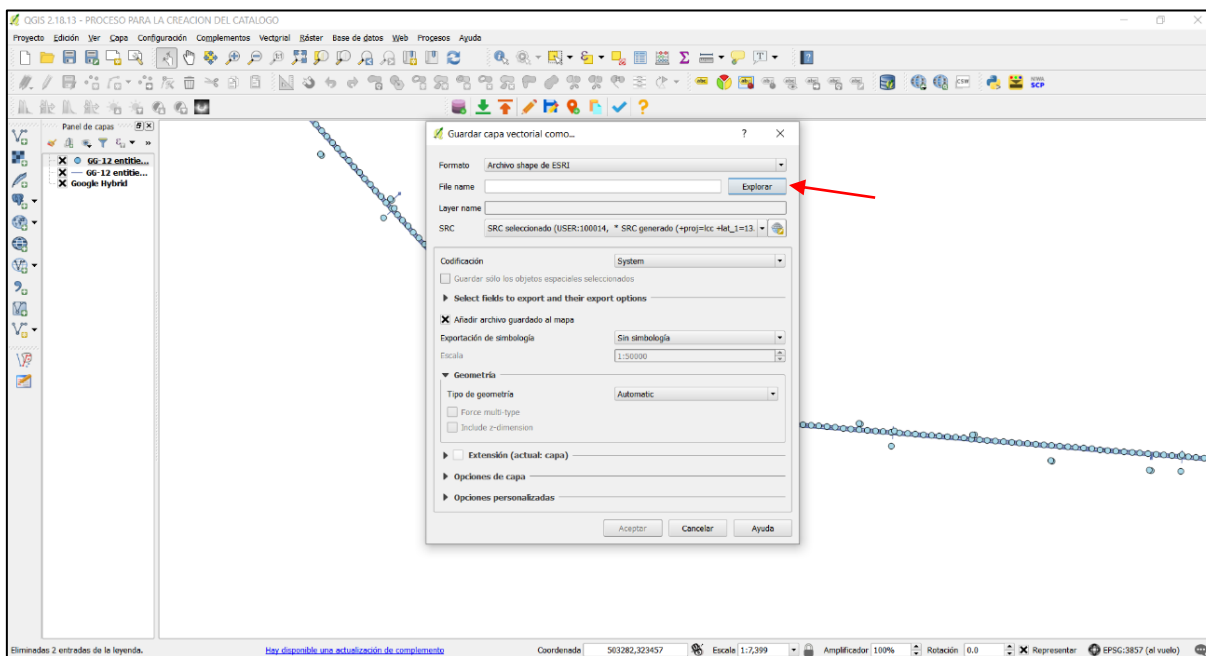 QGIS 2.18.13 - PROCESO PARA LA CREACION DEL CATALOGO
Proyecto Edición Ver Capa Configuración Complementos Vectorial Ráster Base de datos Web Procesos Ayuda
Panel de capas
GG-12 entitie...
GG-12 entitie...
Google Hybrid
Guardar capa vectorial como...
Formato Archivo shape de ESRI
File name Explorar
Layer name
SRC SRC seleccionado (USER:100014, * SRC generado (+proj=lcc +lat_1=13.
Codificación System
Guardar sólo los objetos espaciales seleccionados
Select fields to export and their export options
Añadir archivo guardado al mapa
Exportación de simbología Sin simbología
Escala 1:50000
Geometría
Tipo de geometría Automatic
Force multi-type
Include z-dimension
Extensión (actual: capa)
Opciones de capa
Opciones personalizadas
Aceptar Cancelar Ayuda
Eliminadas 2 entradas de la leyenda. Hay disponible una actualización de complemento Coordenada 503282,323457 Escala 1:7,399 Amplificador 100% Rotación 0.0 Representar EPSG:3857 (al vuelo)